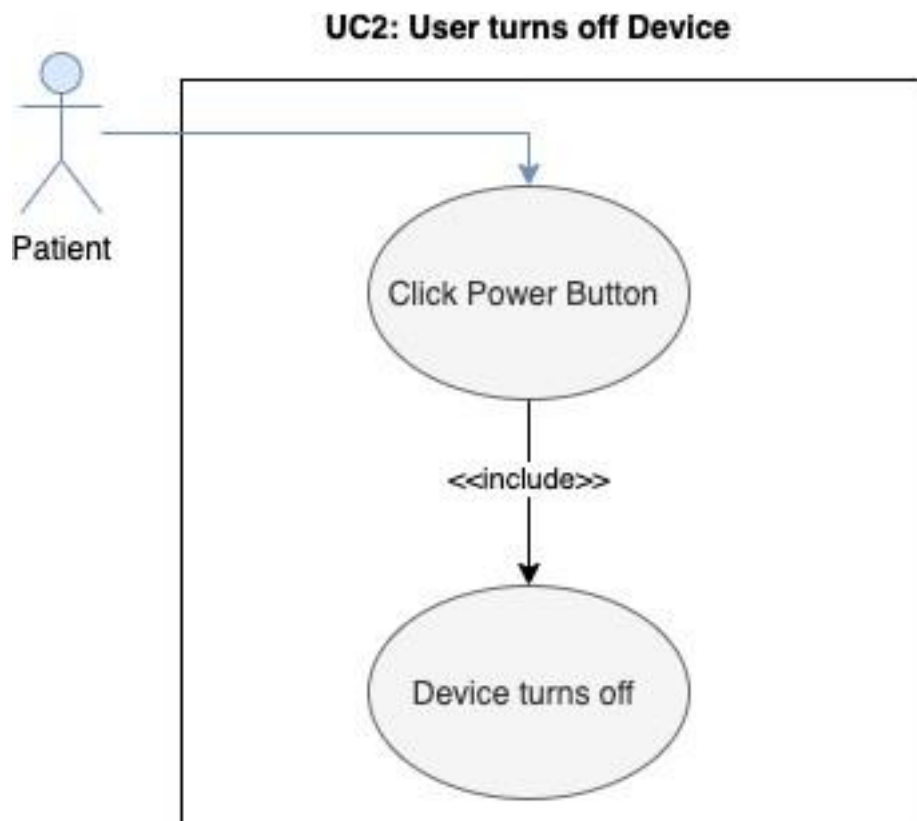 UC2: User turns off Device
Patient
Click Power Button
<<include>>
Device turns off